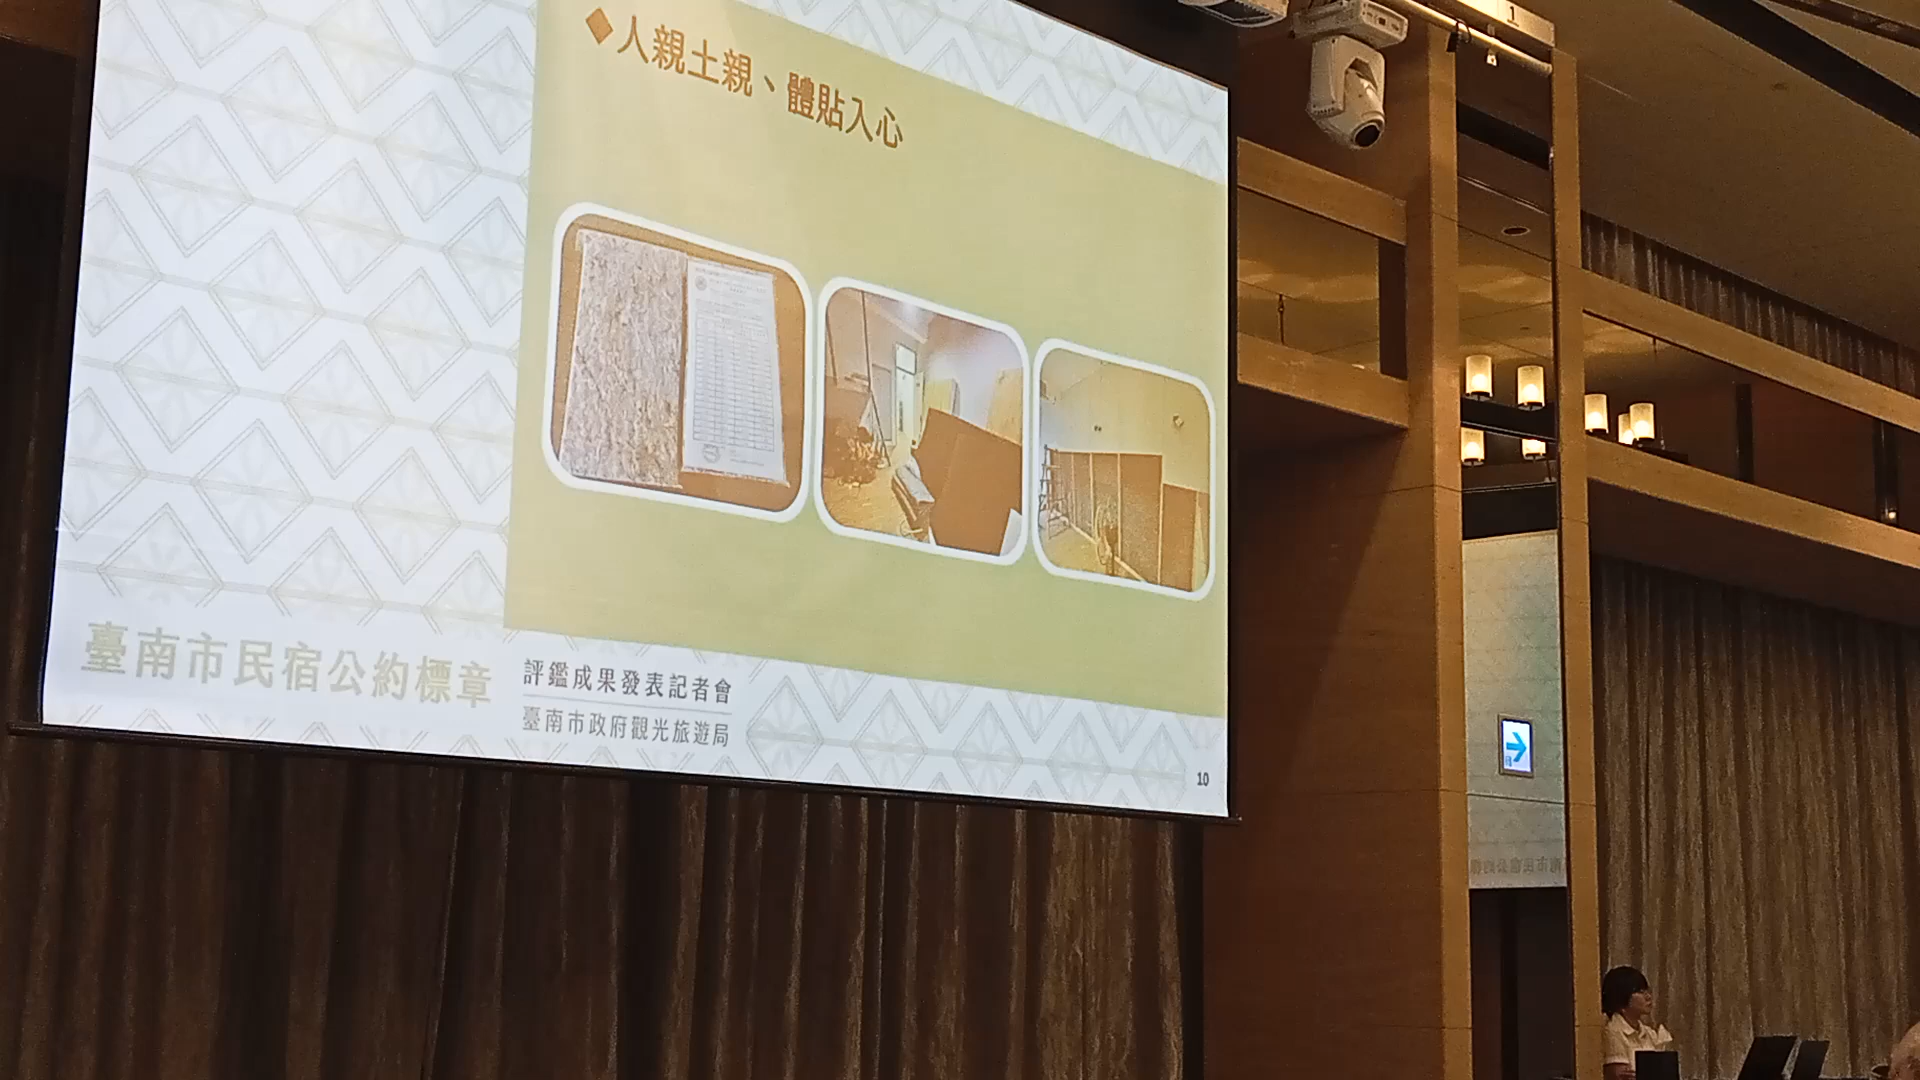 ◆人親土親、體貼入心
臺南市民宿公約標章
評鑑成果發表記者會
臺南市政府觀光旅遊局
10
1